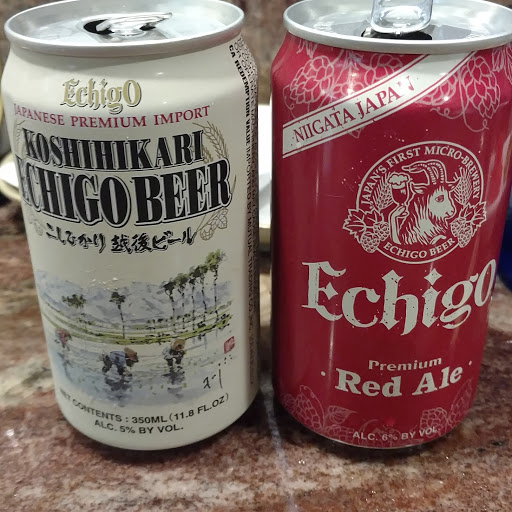 Echigo
JAPANESE PREMIUM IMPORT
KOSHIHIKARI
ECHIGO BEER
こしひかり 越後ビール
NET CONTENTS : 350ML (11.8 FL.OZ)
ALC. 5% BY VOL.
NIIGATA JAPAN
JAPAN'S FIRST MICRO-BREWERY
ECHIGO BEER
Echigo
Premium
· Red Ale ·
ALC. 6% BY VOL.